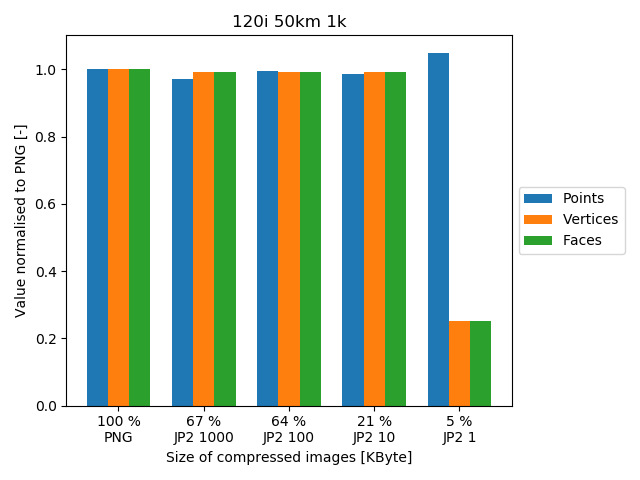 120i 50km 1k
Value normalised to PNG [-]
1.0
0.8
0.6
0.4
0.2
0.0
100 %
PNG
67 %
JP2 1000
64 %
JP2 100
21 %
JP2 10
5 %
JP2 1
Size of compressed images [KByte]
Points
Vertices
Faces